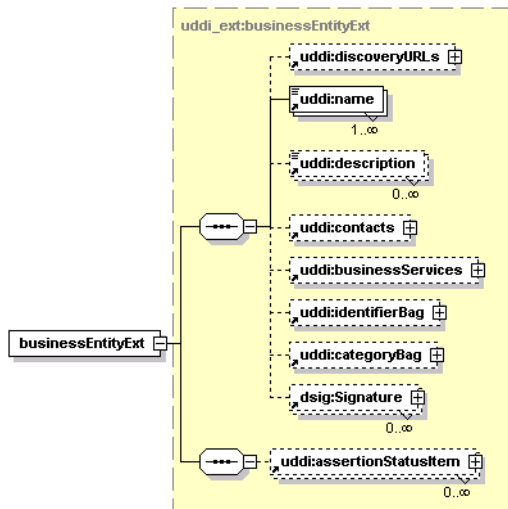 uddi_ext:businessEntityExt
uddi:discoveryURLs
uddi:name
1..∞
uddi:description
0..∞
uddi:contacts
uddi:businessServices
uddi:identifierBag
businessEntityExt
uddi:categoryBag
dsig:Signature
0..∞
uddi:assertionStatusItem
0..∞